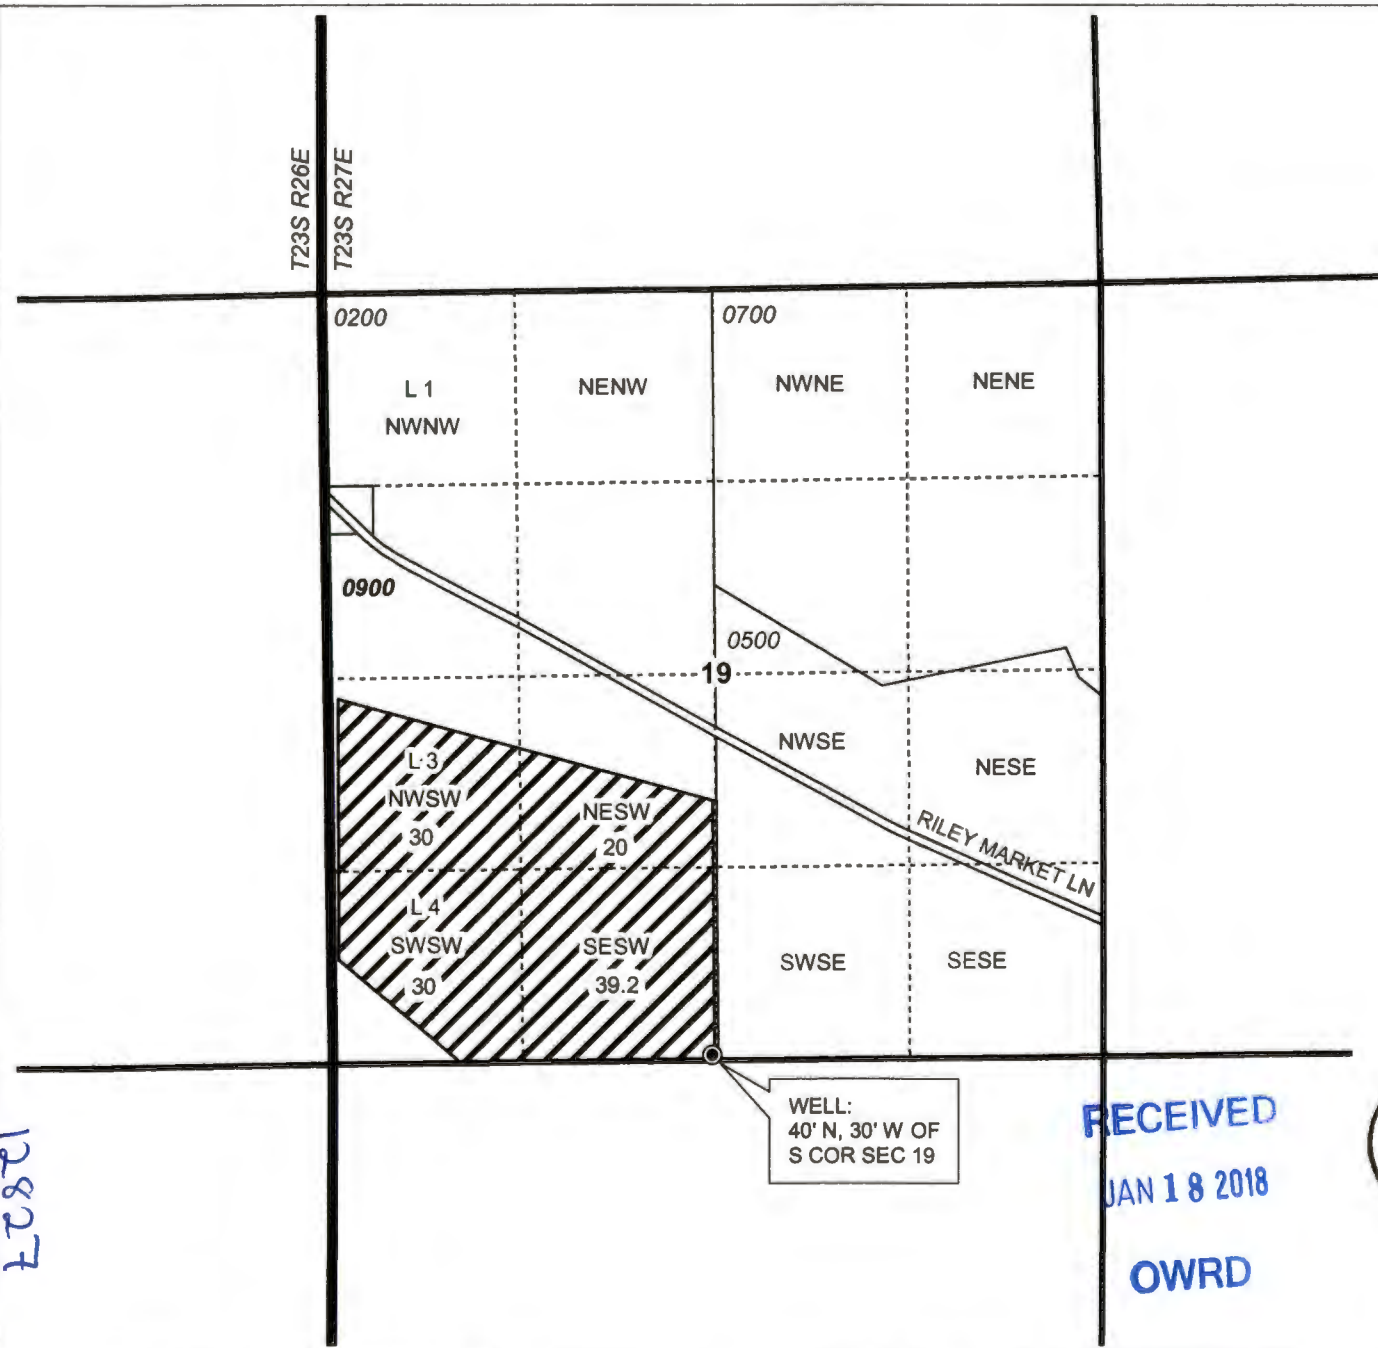 T23S R26E
T23S R27E
0200
0700
L 1
NWNW
NENW
NWNE
NENE
0900
0500
19
L 3
NWSW
30
NESW
20
NWSE
NESE
RILEY MARKET LN
L 4
SWSW
30
SESW
39.2
SWSE
SESE
WELL:
40' N, 30' W OF
S COR SEC 19
RECEIVED
JAN 18 2018
OWRD
12827